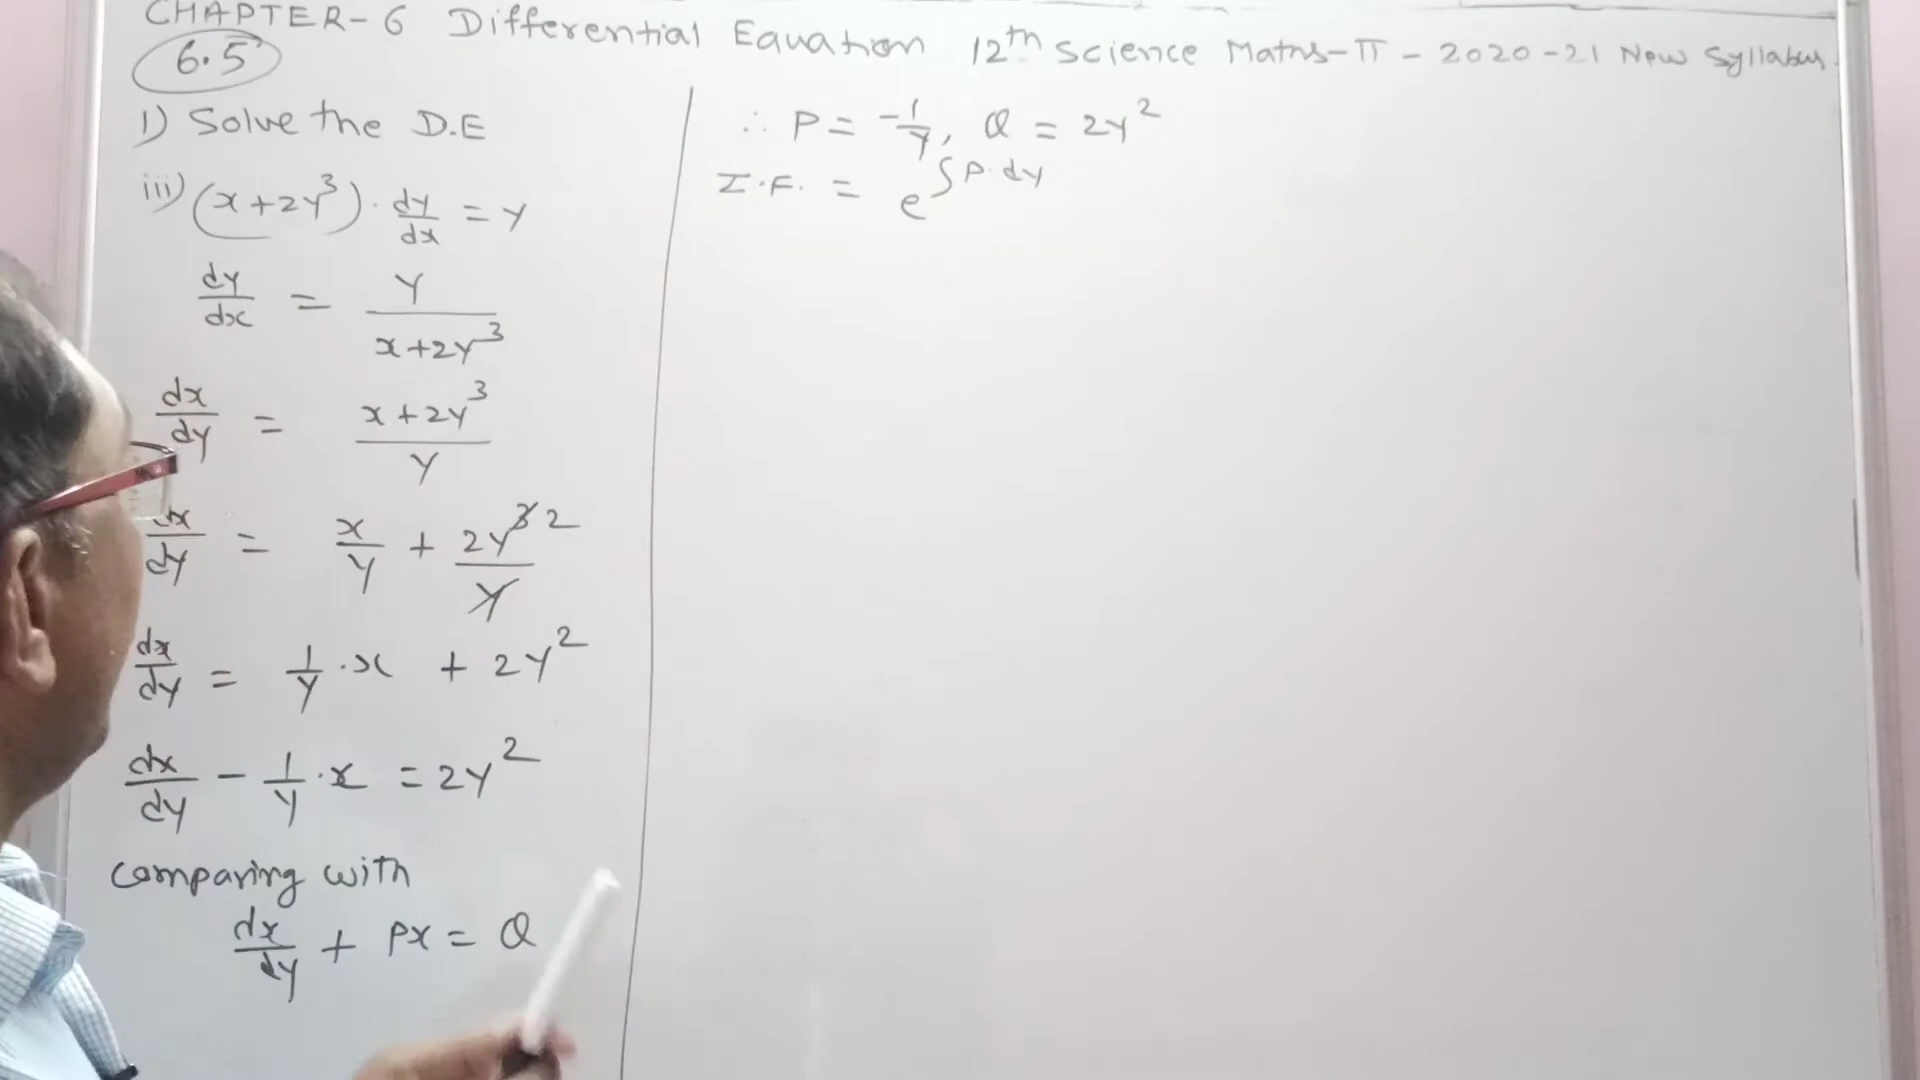 CHAPTER-6 Differential Equation 12th Science Maths-II - 2020-21 New Syllabus.
6.5
1) Solve the D.E
iii) (x+2y³)·dy/dx = y
dy/dx = y/(x+2y³)
dx/dy = (x+2y³)/y
dx/dy = x/y + 2y³ 2/y
dx/dy = 1/y ·x + 2y²
dx/dy - 1/y ·x = 2y²
comparing with
dx/dy + px = Q
∴ P = -1/y, Q = 2y²
I.F. = e^∫P·dy